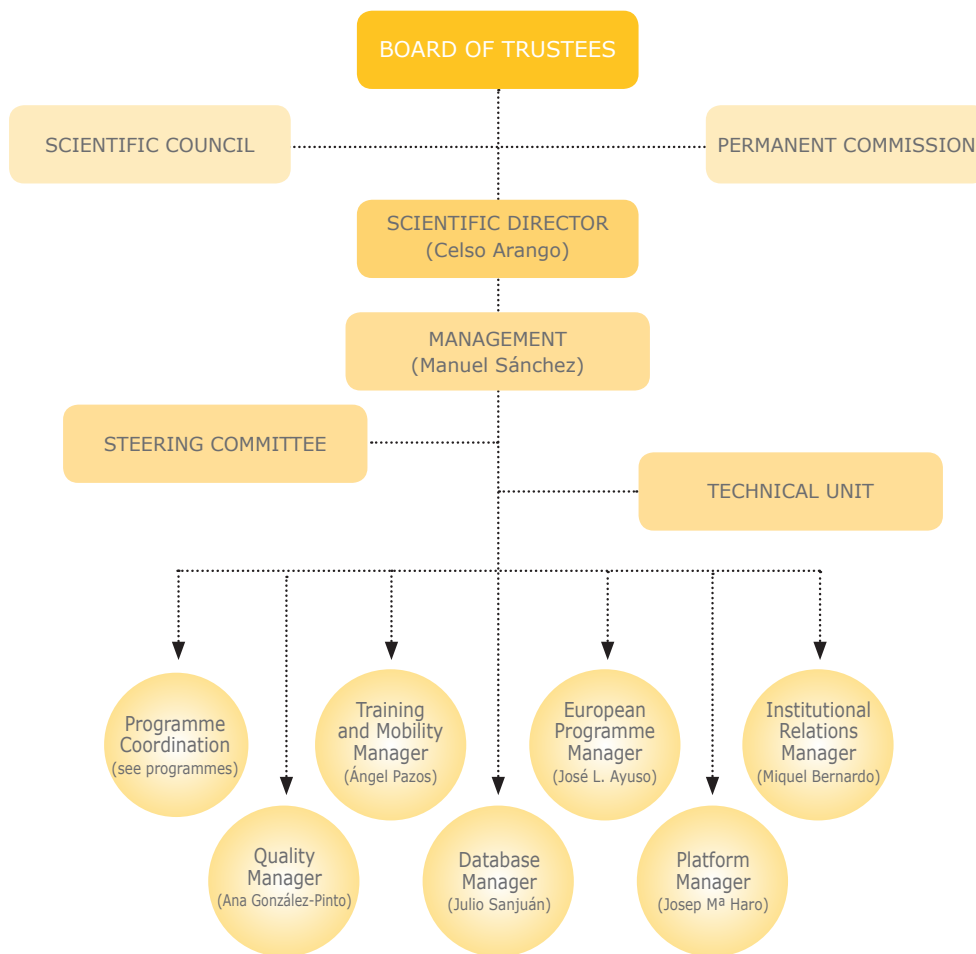 BOARD OF TRUSTEES
SCIENTIFIC COUNCIL
PERMANENT COMMISSION
SCIENTIFIC DIRECTOR
(Celso Arango)
MANAGEMENT
(Manuel Sánchez)
STEERING COMMITTEE
TECHNICAL UNIT
Programme
Coordination
(see programmes)
Training
and Mobility
Manager
(Ángel Pazos)
European
Programme
Manager
(José L. Ayuso)
Institutional
Relations
Manager
(Miquel Bernardo)
Quality
Manager
(Ana González-Pinto)
Database
Manager
(Julio Sanjuán)
Platform
Manager
(Josep Mª Haro)